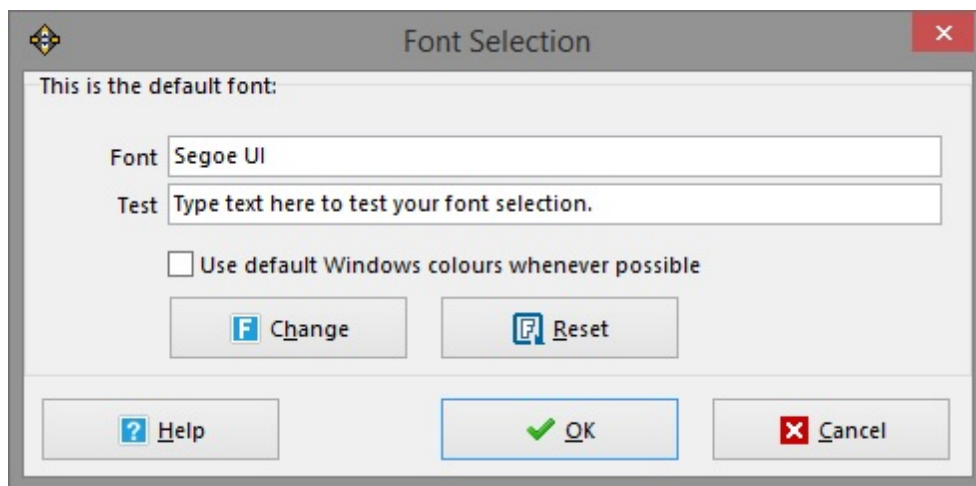 Font Selection
This is the default font:
Font Segoe UI
Test Type text here to test your font selection.
Use default Windows colours whenever possible
Change Reset
Help OK Cancel